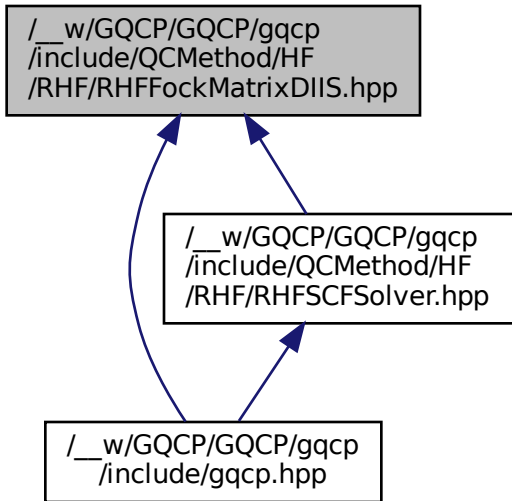 /__w/GQCP/GQCP/gqcp
/include/QCMethod/HF
/RHF/RHFFockMatrixDIIS.hpp
/__w/GQCP/GQCP/gqcp
/include/QCMethod/HF
/RHF/RHFSCFSolver.hpp
/__w/GQCP/GQCP/gqcp
/include/gqcp.hpp